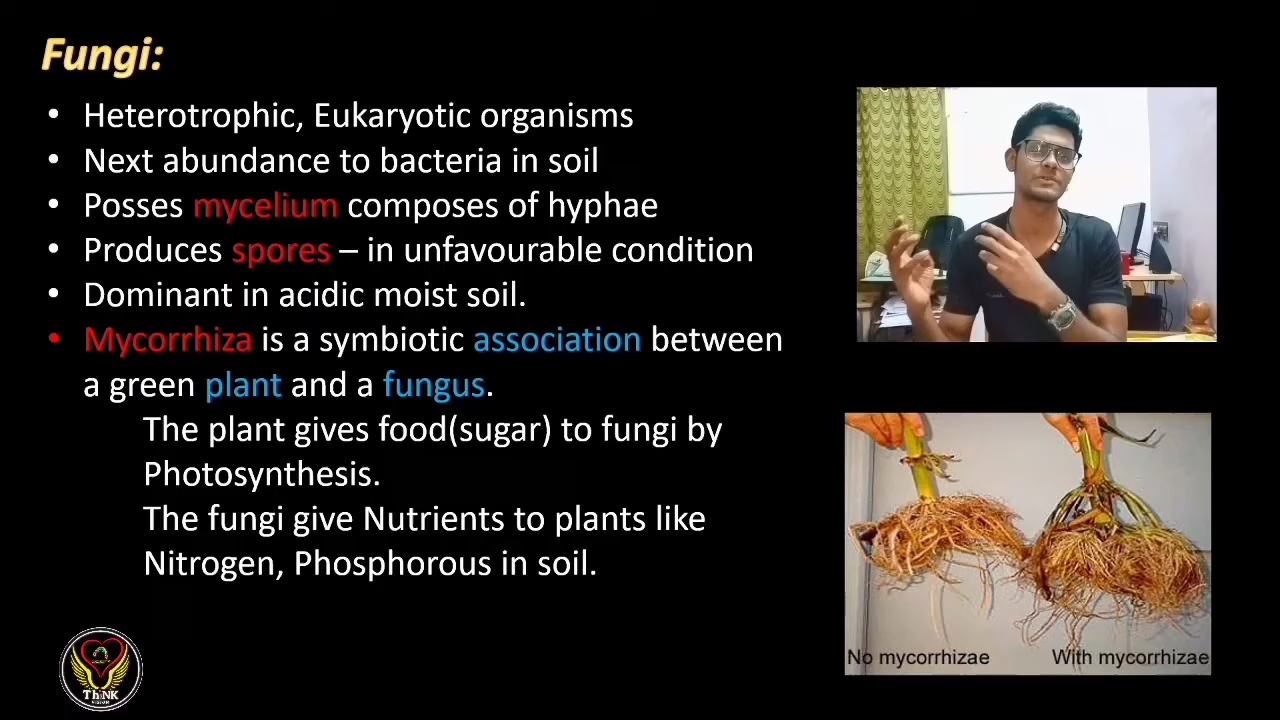 Fungi:
• Heterotrophic, Eukaryotic organisms
• Next abundance to bacteria in soil
• Posses mycelium composes of hyphae
• Produces spores – in unfavourable condition
• Dominant in acidic moist soil.
• Mycorrhiza is a symbiotic association between
a green plant and a fungus.
The plant gives food(sugar) to fungi by
Photosynthesis.
The fungi give Nutrients to plants like
Nitrogen, Phosphorous in soil.
No mycorrhizae
With mycorrhizae
ThiNK
VISION